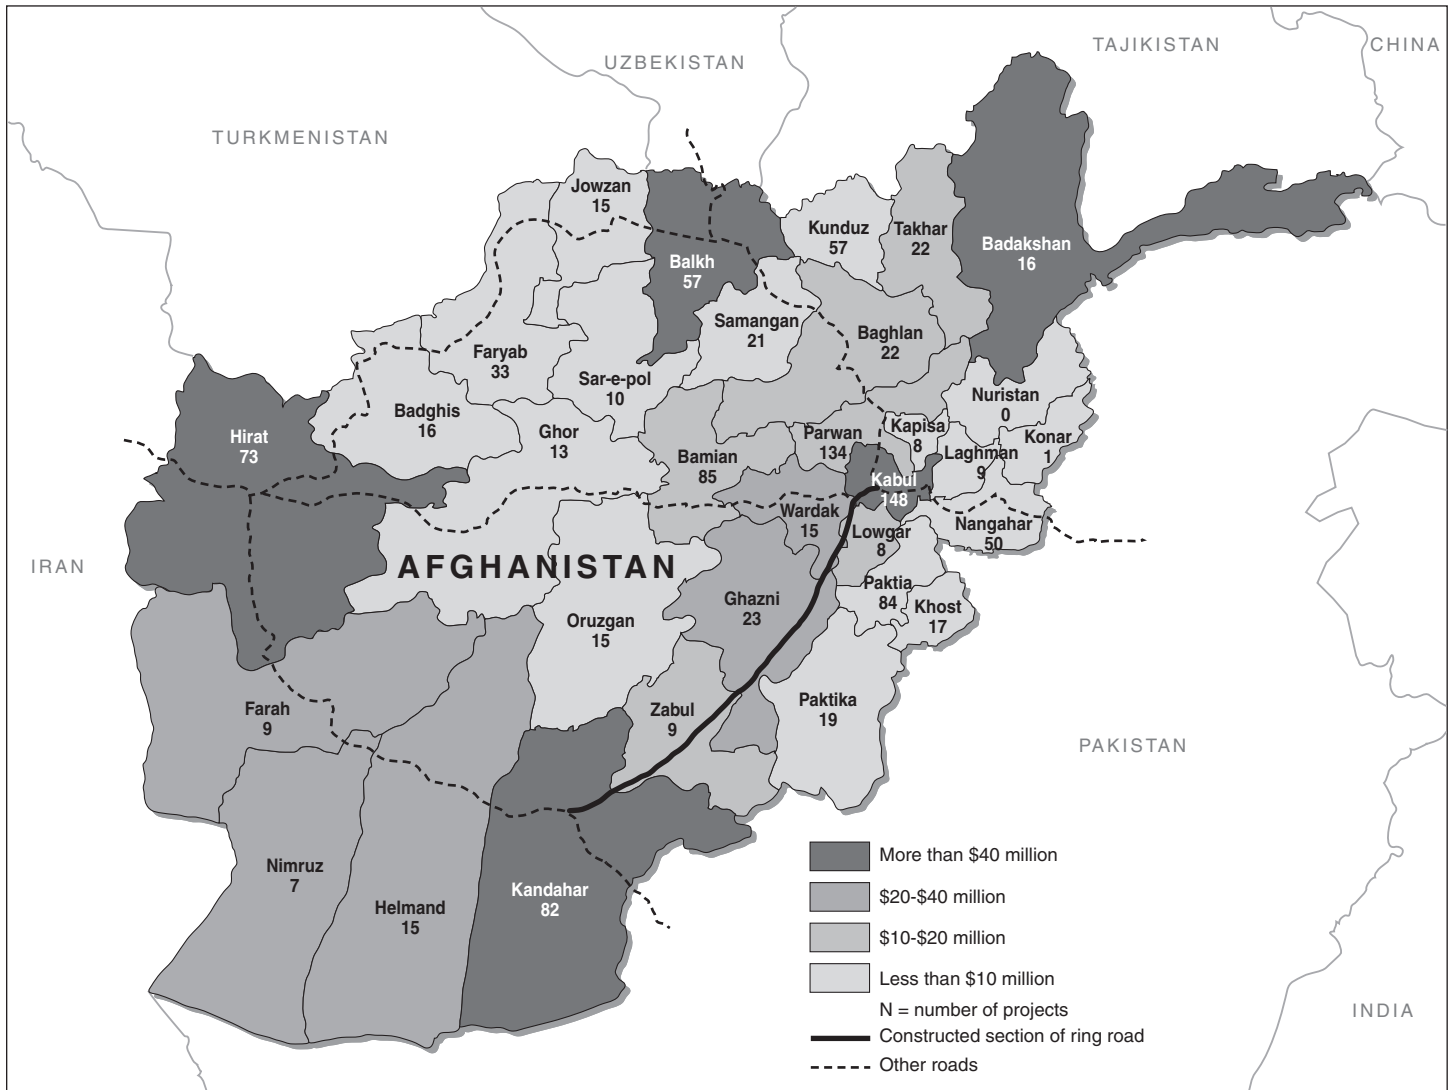 TAJIKISTAN
CHINA
UZBEKISTAN
TURKMENISTAN
Jowzan
15
Kunduz
57
Takhar
22
Badakshan
16
Balkh
57
Samangan
21
Baghlan
22
Faryab
33
Sar-e-pol
10
Nuristan
0
Badghis
16
Hirat
73
Ghor
13
Parwan
134
Kapisa
8
Konar
1
Laghman
9
Bamian
85
Kabul
148
Wardak
15
Nangahar
50
Lowgar
8
IRAN
AFGHANISTAN
Paktia
84
Khost
17
Ghazni
23
Oruzgan
15
Paktika
19
Zabul
9
Farah
9
PAKISTAN
Nimruz
7
Helmand
15
Kandahar
82
More than $40 million
$20-$40 million
$10-$20 million
Less than $10 million
N = number of projects
Constructed section of ring road
Other roads
INDIA